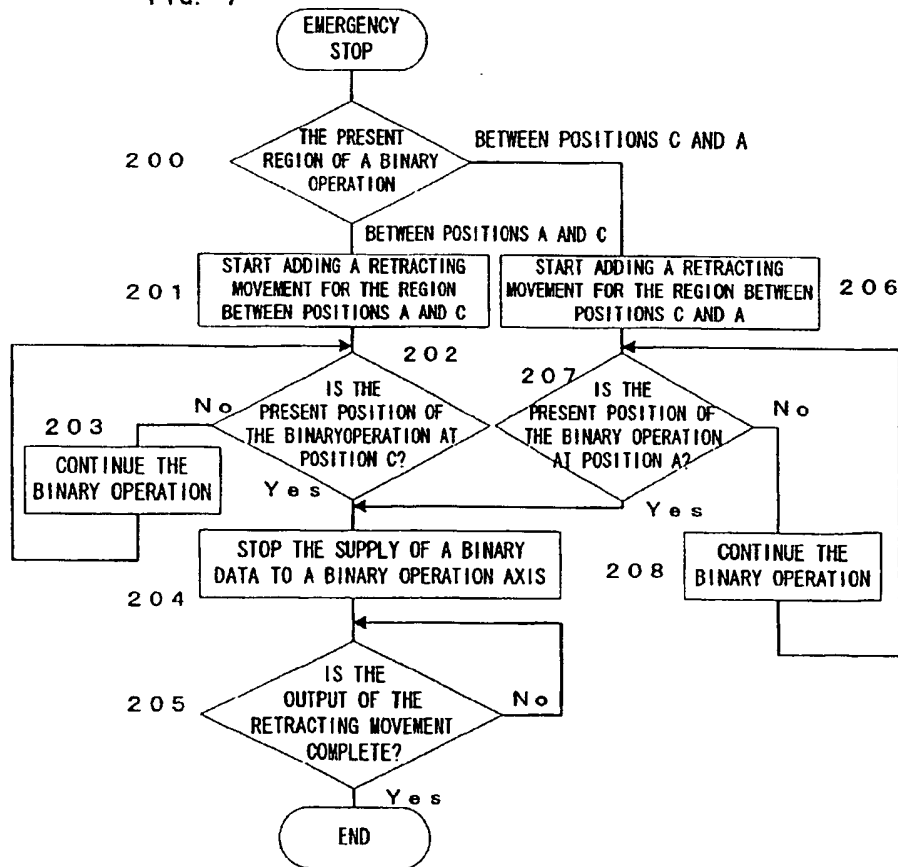 FIG. 7
EMERGENCY
STOP
200
THE PRESENT
REGION OF A BINARY
OPERATION
BETWEEN POSITIONS C AND A
BETWEEN POSITIONS A AND C
201
START ADDING A RETRACTING
MOVEMENT FOR THE REGION
BETWEEN POSITIONS A AND C
START ADDING A RETRACTING
MOVEMENT FOR THE REGION BETWEEN
POSITIONS C AND A
206
202
IS THE
PRESENT POSITION OF
THE BINARYOPERATION AT
POSITION C?
No
Yes
203
CONTINUE THE
BINARY OPERATION
207
IS THE
PRESENT POSITION OF
THE BINARY OPERATION
AT POSITION A?
No
Yes
204
STOP THE SUPPLY OF A BINARY
DATA TO A BINARY OPERATION AXIS
208
CONTINUE THE
BINARY OPERATION
205
IS THE
OUTPUT OF THE
RETRACTING MOVEMENT
COMPLETE?
No
Yes
END